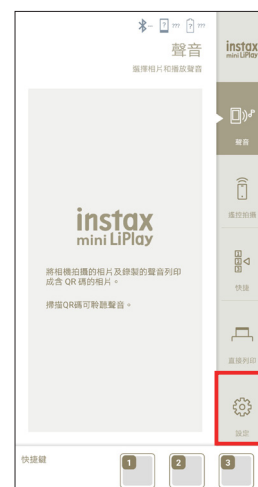 ? ??? ? ???
聲音
選擇相片和播放聲音
instax
mini LiPlay
將相機拍攝的相片及錄製的聲音列印
成含 QR 碼的相片。
掃描QR碼可聆聽聲音。
instax
mini LiPlay
聲音
遙控拍攝
快捷
直接列印
設定
快捷鍵
1
2
3